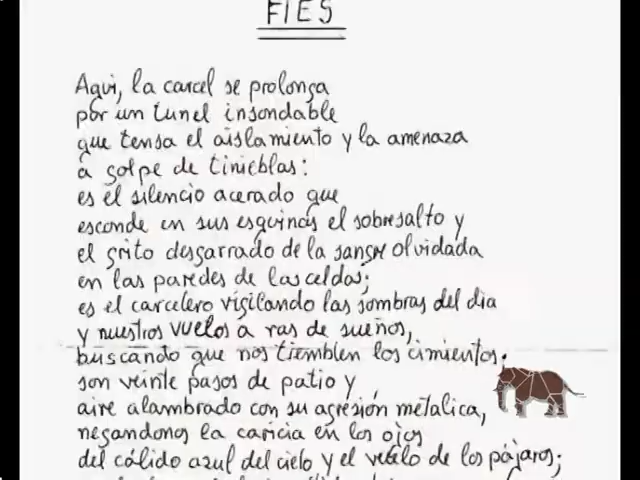 FIES
Aqui, la carcel se prolonga
por un tunel insondable
que tensa el aislamiento y la amenaza
a golpe de tinieblas:
es el silencio acerado que
esconde en sus esquinas el sobresalto y
el grito desgarrado de la sangre olvidada
en las paredes de las celdas;
es el carcelero vigilando las sombras del dia
y nuestros vuelos a ras de sueños,
buscando que nos tiemblen los cimientos;
son veinte pasos de patio y
aire alambrado con su agresión metalica,
negandonos la caricia en los ojos
del cálido azul del cielo y el vuelo de los pájaros;